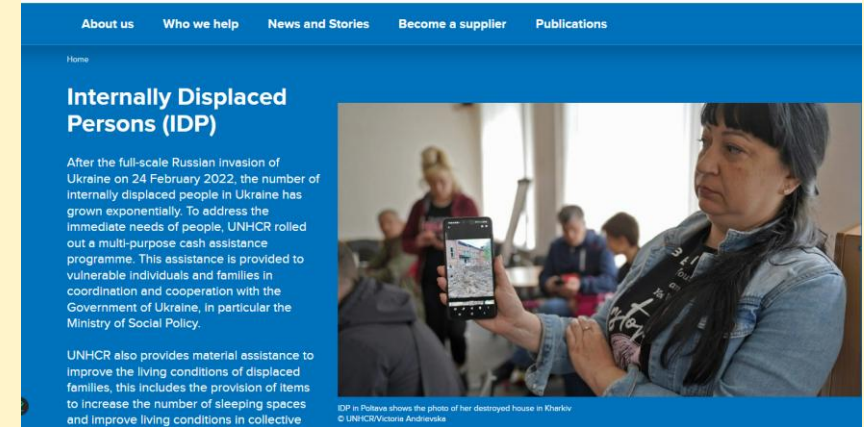 About us Who we help News and Stories Become a supplier Publications
Home
Internally Displaced
Persons (IDP)
After the full-scale Russian invasion of
Ukraine on 24 February 2022, the number of
internally displaced people in Ukraine has
grown exponentially. To address the
immediate needs of people, UNHCR rolled
out a multi-purpose cash assistance
programme. This assistance is provided to
vulnerable individuals and families in
coordination and cooperation with the
Government of Ukraine, in particular the
Ministry of Social Policy.
UNHCR also provides material assistance to
improve the living conditions of displaced
families, this includes the provision of items
to increase the number of sleeping spaces
and improve living conditions in collective
IDP in Poltava shows the photo of her destroyed house in Kharkiv
© UNHCR/Victoria Andrievska